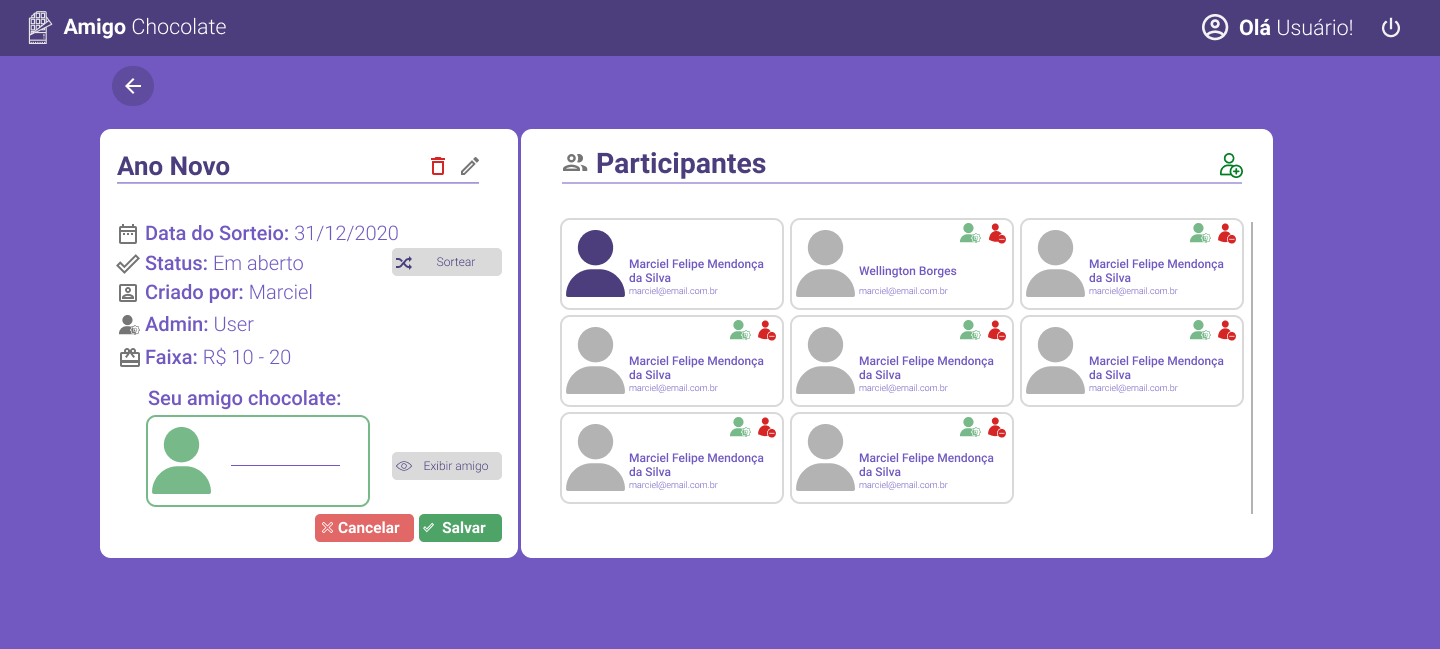 Amigo Chocolate
Olá Usuário!
Ano Novo
Data do Sorteio: 31/12/2020
Status: Em aberto
Sortear
Criado por: Marciel
Admin: User
Faixa: R$ 10 - 20
Seu amigo chocolate:
Exibir amigo
Cancelar
Salvar
Participantes
Marciel Felipe Mendonça
da Silva
marciel@email.com.br
Wellington Borges
marciel@email.com.br
Marciel Felipe Mendonça
da Silva
marciel@email.com.br
Marciel Felipe Mendonça
da Silva
marciel@email.com.br
Marciel Felipe Mendonça
da Silva
marciel@email.com.br
Marciel Felipe Mendonça
da Silva
marciel@email.com.br
Marciel Felipe Mendonça
da Silva
marciel@email.com.br
Marciel Felipe Mendonça
da Silva
marciel@email.com.br